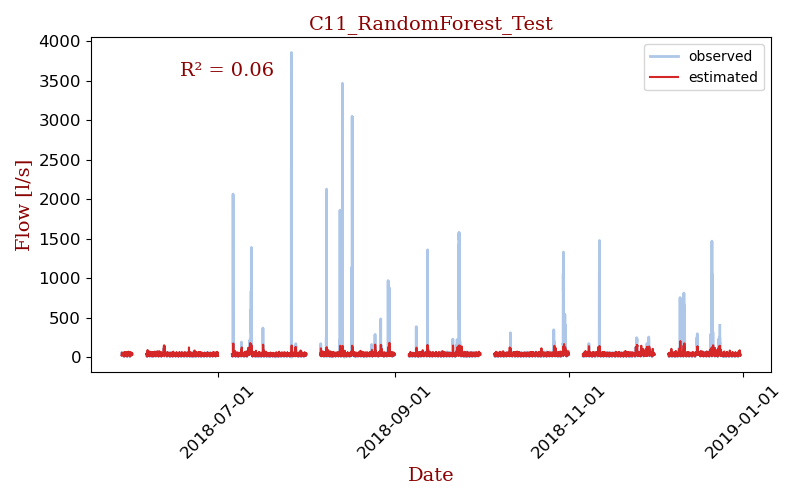 C11_RandomForest_Test
R² = 0.06
observed
estimated
Flow [l/s]
4000
3500
3000
2500
2000
1500
1000
500
0
2018-07-01
2018-09-01
2018-11-01
2019-01-01
Date